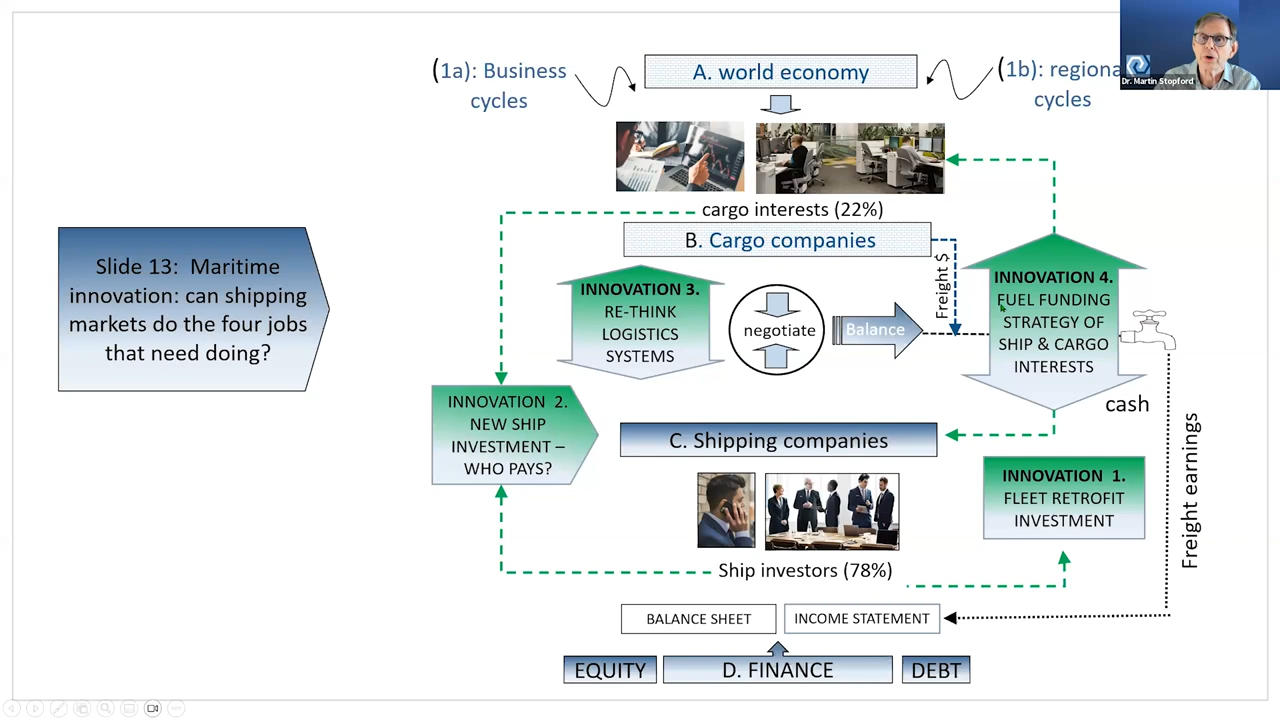 (1a): Business
cycles
A. world economy
(1b): regiona
cycles
Dr. Martin Stopford
cargo interests (22%)
B. Cargo companies
Slide 13: Maritime
innovation: can shipping
markets do the four jobs
that need doing?
INNOVATION 3.
RE-THINK
LOGISTICS
SYSTEMS
negotiate
Balance
Freight $
INNOVATION 4.
FUEL FUNDING
STRATEGY OF
SHIP & CARGO
INTERESTS
cash
Freight earnings
INNOVATION 2.
NEW SHIP
INVESTMENT –
WHO PAYS?
C. Shipping companies
INNOVATION 1.
FLEET RETROFIT
INVESTMENT
Ship investors (78%)
BALANCE SHEET
INCOME STATEMENT
EQUITY
D. FINANCE
DEBT